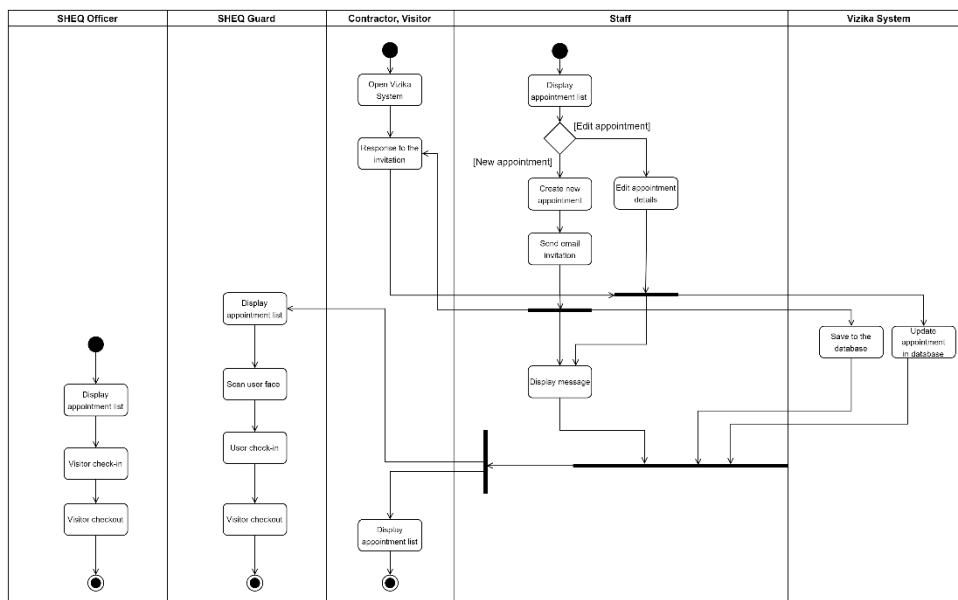 SHEQ Officer
SHEQ Guard
Contractor, Visitor
Staff
Vizika System
Open Vizika
System
Response to the
invitation
Display
appointment list
[Edit appointment]
[New appointment]
Create new
appointment
Edit appointment
details
Send email
invitation
Display
appointment list
Save to the
database
Update
appointment
in database
Scan user face
Display message
Display
appointment list
User check-in
Visitor check-in
Visitor checkout
Visitor checkout
Display
appointment list